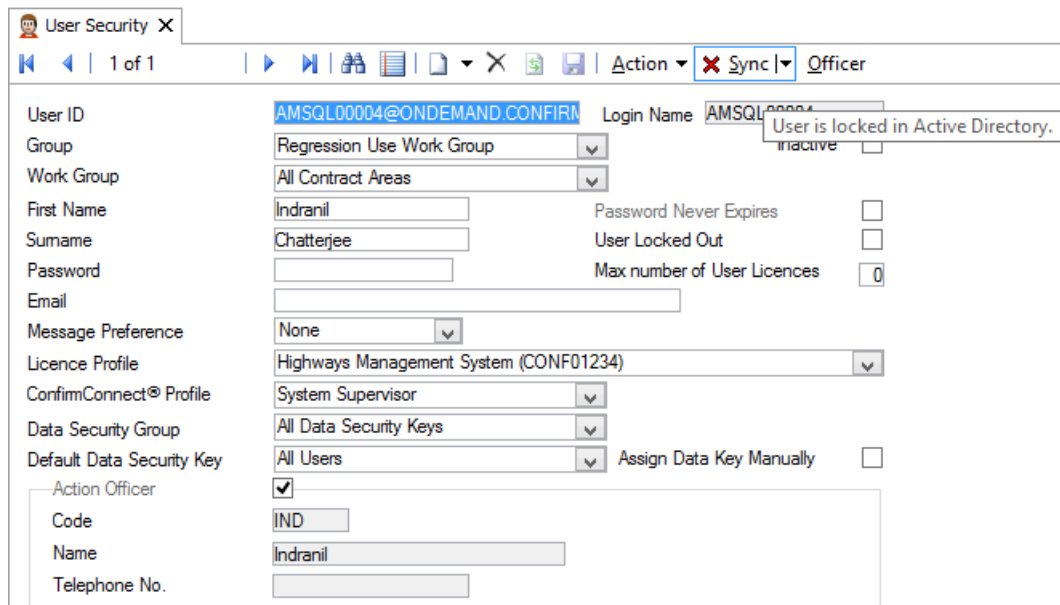 User Security
1 of 1 Action Sync Officer
User ID AMSQL00004@ONDEMAND.CONFIRM Login Name AMSQL00004
User is locked in Active Directory.
Group Regression Use Work Group Inactive
Work Group All Contract Areas
First Name Indranil Password Never Expires
Surname Chatterjee User Locked Out
Password Max number of User Licences 0
Email
Message Preference None
Licence Profile Highways Management System (CONF01234)
ConfirmConnect® Profile System Supervisor
Data Security Group All Data Security Keys
Default Data Security Key All Users Assign Data Key Manually
Action Officer
Code IND
Name Indranil
Telephone No.